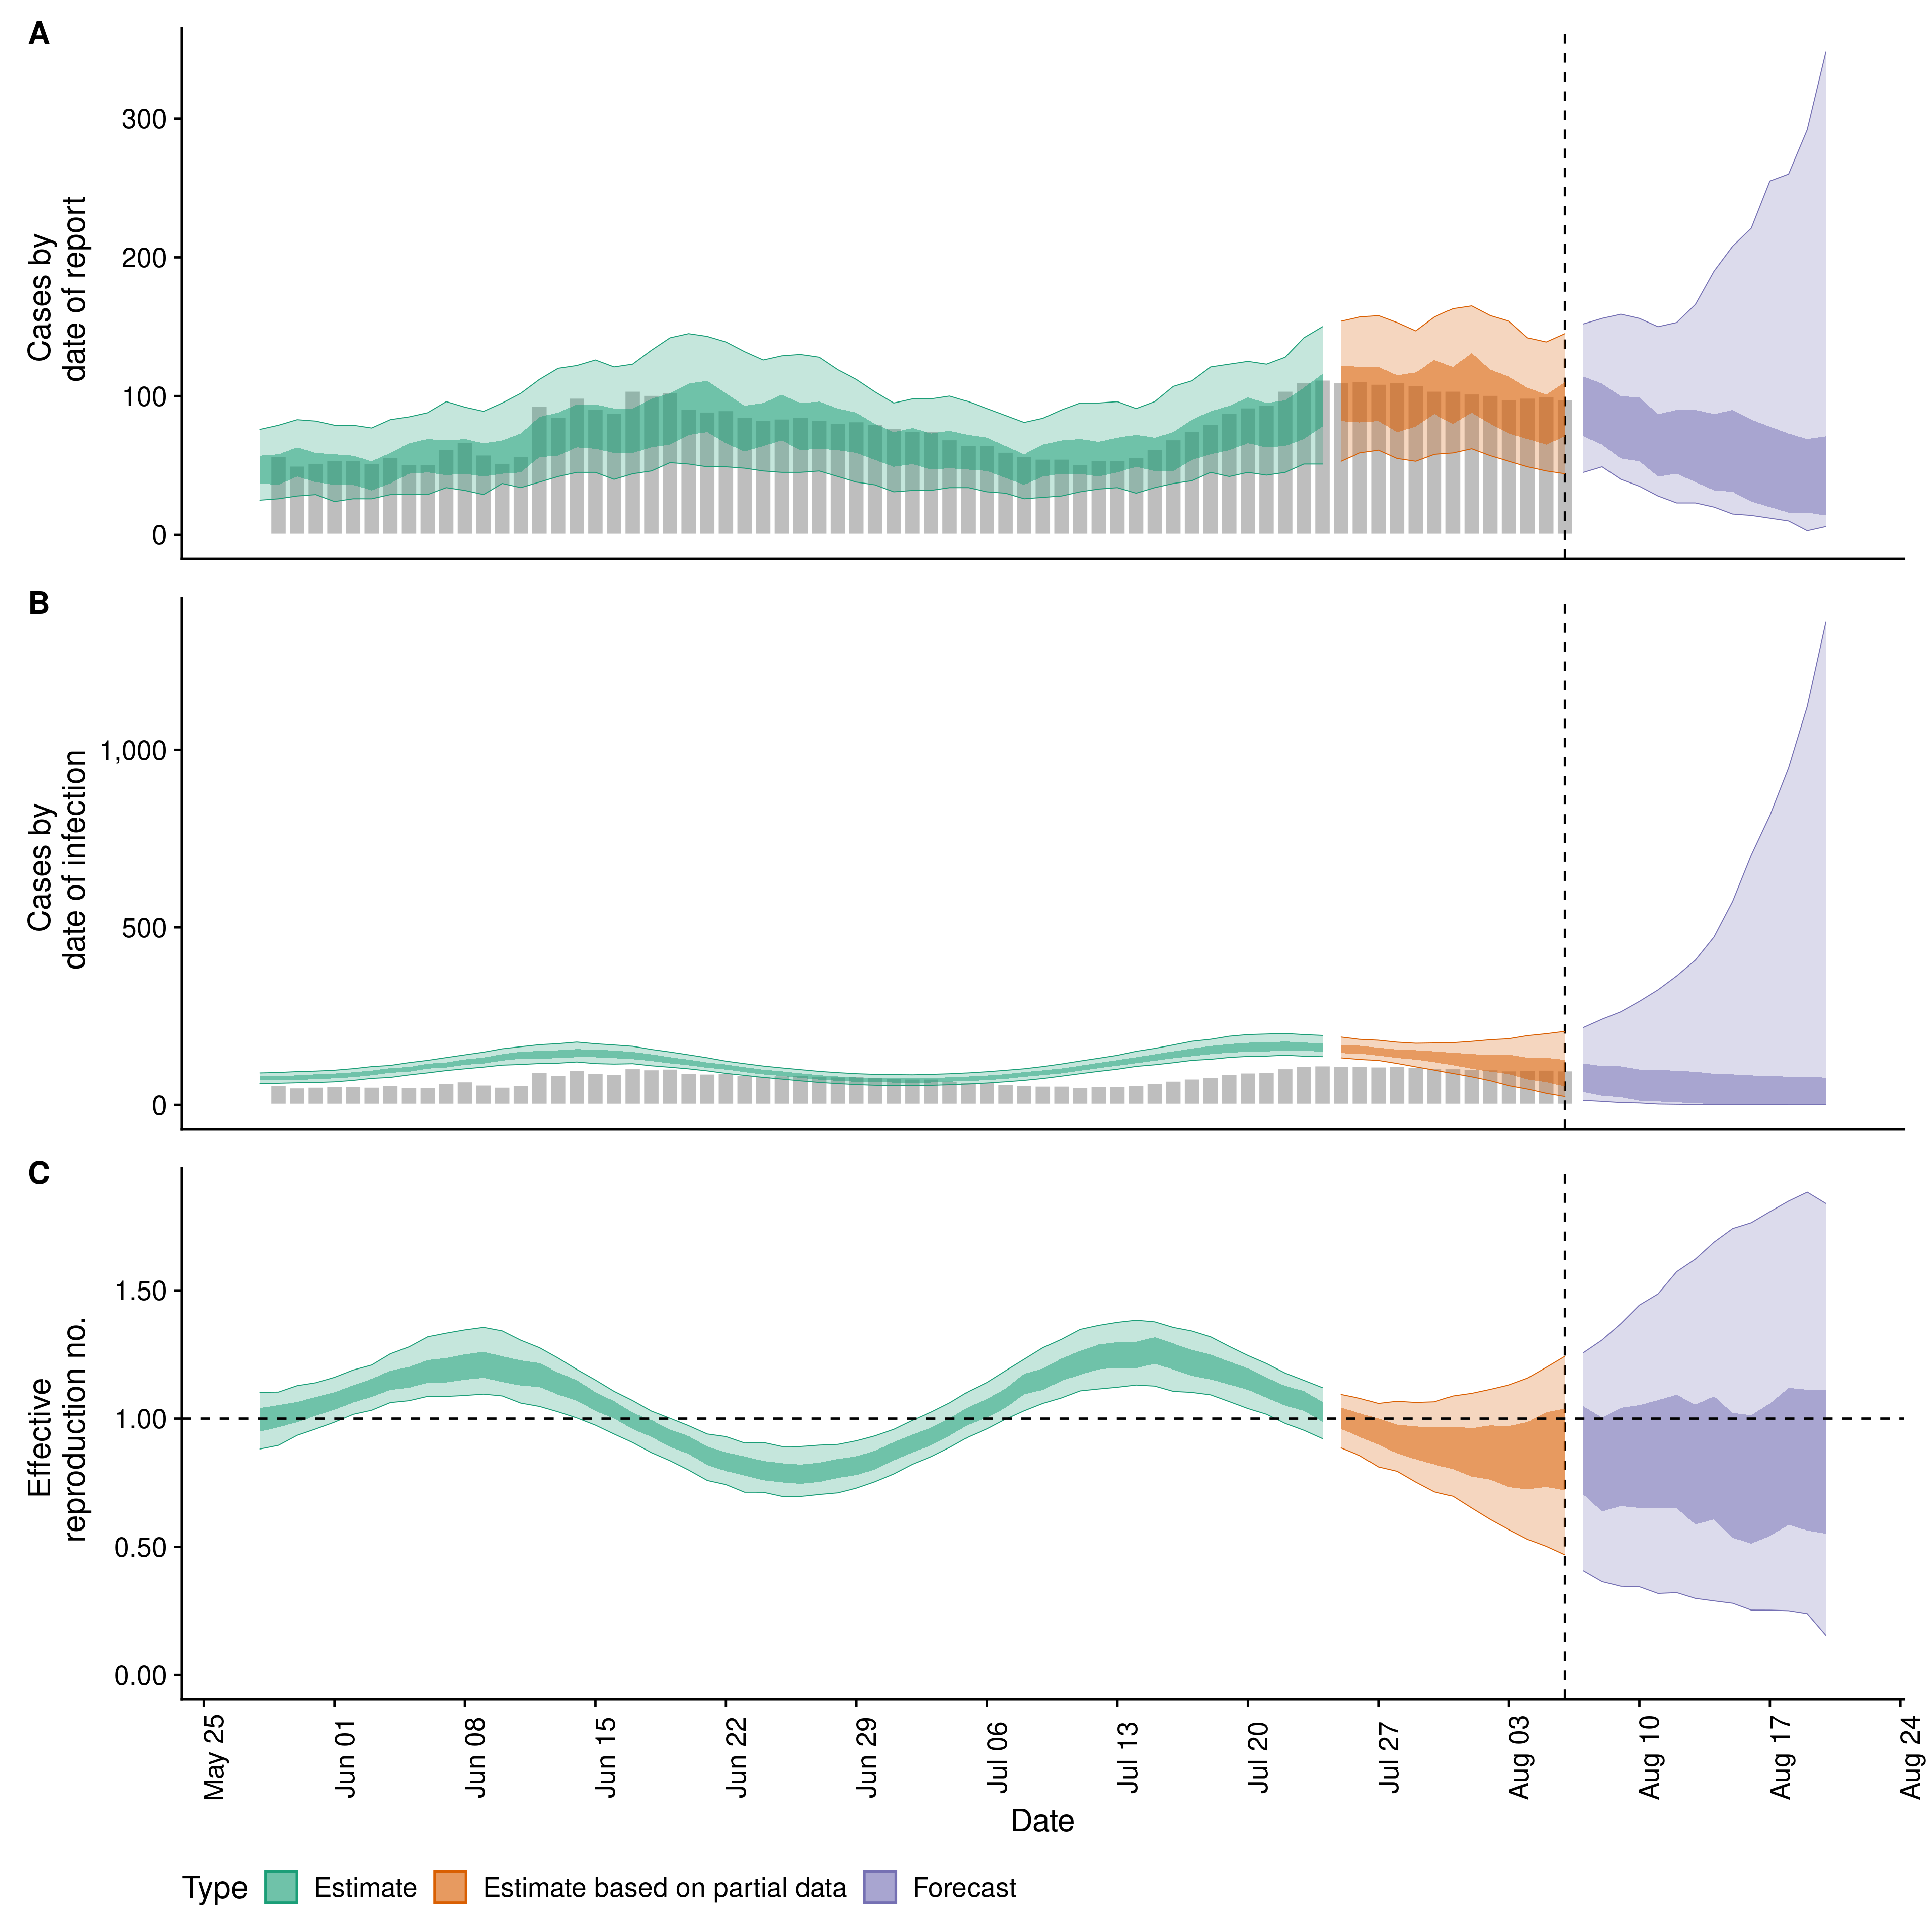 A
Cases by
date of report
300
200
100
0
B
Cases by
date of infection
1,000
500
0
C
Effective
reproduction no.
1.50
1.00
0.50
0.00
May 25
Jun 01
Jun 08
Jun 15
Jun 22
Jun 29
Jul 06
Jul 13
Jul 20
Jul 27
Aug 03
Aug 10
Aug 17
Aug 24
Date
Type Estimate Estimate based on partial data Forecast